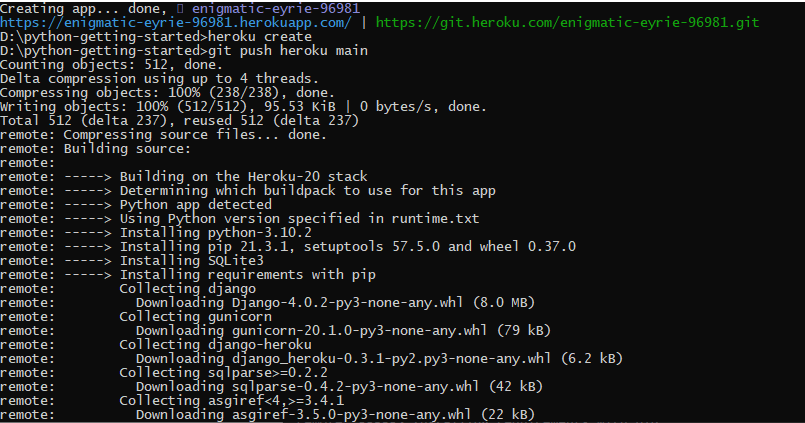 Creating app... done, ▯ enigmatic-eyrie-96981
https://enigmatic-eyrie-96981.herokuapp.com/ | https://git.heroku.com/enigmatic-eyrie-96981.git
D:\python-getting-started>heroku create
D:\python-getting-started>git push heroku main
Counting objects: 512, done.
Delta compression using up to 4 threads.
Compressing objects: 100% (238/238), done.
Writing objects: 100% (512/512), 95.53 KiB | 0 bytes/s, done.
Total 512 (delta 237), reused 512 (delta 237)
remote: Compressing source files... done.
remote: Building source:
remote:
remote: -----> Building on the Heroku-20 stack
remote: -----> Determining which buildpack to use for this app
remote: -----> Python app detected
remote: -----> Using Python version specified in runtime.txt
remote: -----> Installing python-3.10.2
remote: -----> Installing pip 21.3.1, setuptools 57.5.0 and wheel 0.37.0
remote: -----> Installing SQLite3
remote: -----> Installing requirements with pip
remote:        Collecting django
remote:          Downloading Django-4.0.2-py3-none-any.whl (8.0 MB)
remote:        Collecting gunicorn
remote:          Downloading gunicorn-20.1.0-py3-none-any.whl (79 kB)
remote:        Collecting django-heroku
remote:          Downloading django_heroku-0.3.1-py2.py3-none-any.whl (6.2 kB)
remote:        Collecting sqlparse>=0.2.2
remote:          Downloading sqlparse-0.4.2-py3-none-any.whl (42 kB)
remote:        Collecting asgiref<4,>=3.4.1
remote:          Downloading asgiref-3.5.0-py3-none-any.whl (22 kB)